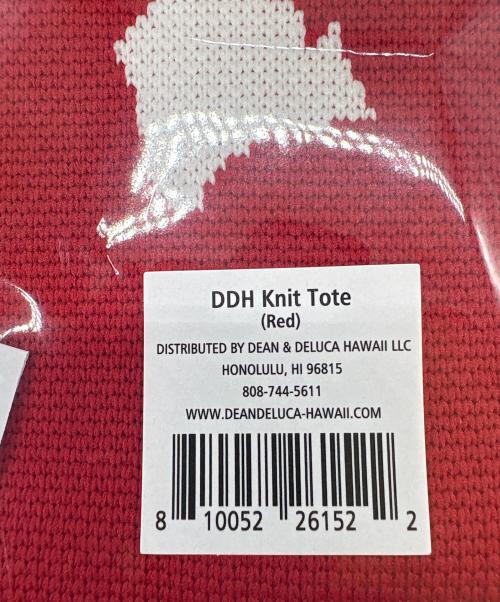 DDH Knit Tote
(Red)
DISTRIBUTED BY DEAN & DELUCA HAWAII LLC
HONOLULU, HI 96815
808-744-5611
WWW.DEANDELUCA-HAWAII.COM
8 10052 26152 2